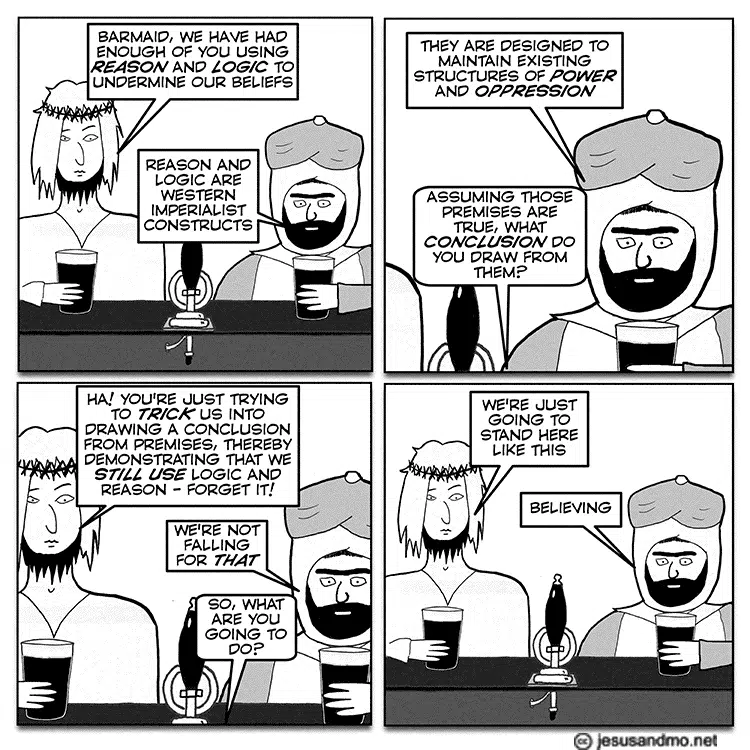 BARMAID, WE HAVE HAD
ENOUGH OF YOU USING
REASON AND LOGIC TO
UNDERMINE OUR BELIEFS
REASON AND
LOGIC ARE
WESTERN
IMPERIALIST
CONSTRUCTS
THEY ARE DESIGNED TO
MAINTAIN EXISTING
STRUCTURES OF POWER
AND OPPRESSION
ASSUMING THOSE
PREMISES ARE
TRUE, WHAT
CONCLUSION DO
YOU DRAW FROM
THEM?
HA! YOU'RE JUST TRYING
TO TRICK US INTO
DRAWING A CONCLUSION
FROM PREMISES, THEREBY
DEMONSTRATING THAT WE
STILL USE LOGIC AND
REASON - FORGET IT!
WE'RE NOT
FALLING
FOR THAT
SO, WHAT
ARE YOU
GOING TO
DO?
WE'RE JUST
GOING TO
STAND HERE
LIKE THIS
BELIEVING
cc jesusandmo.net